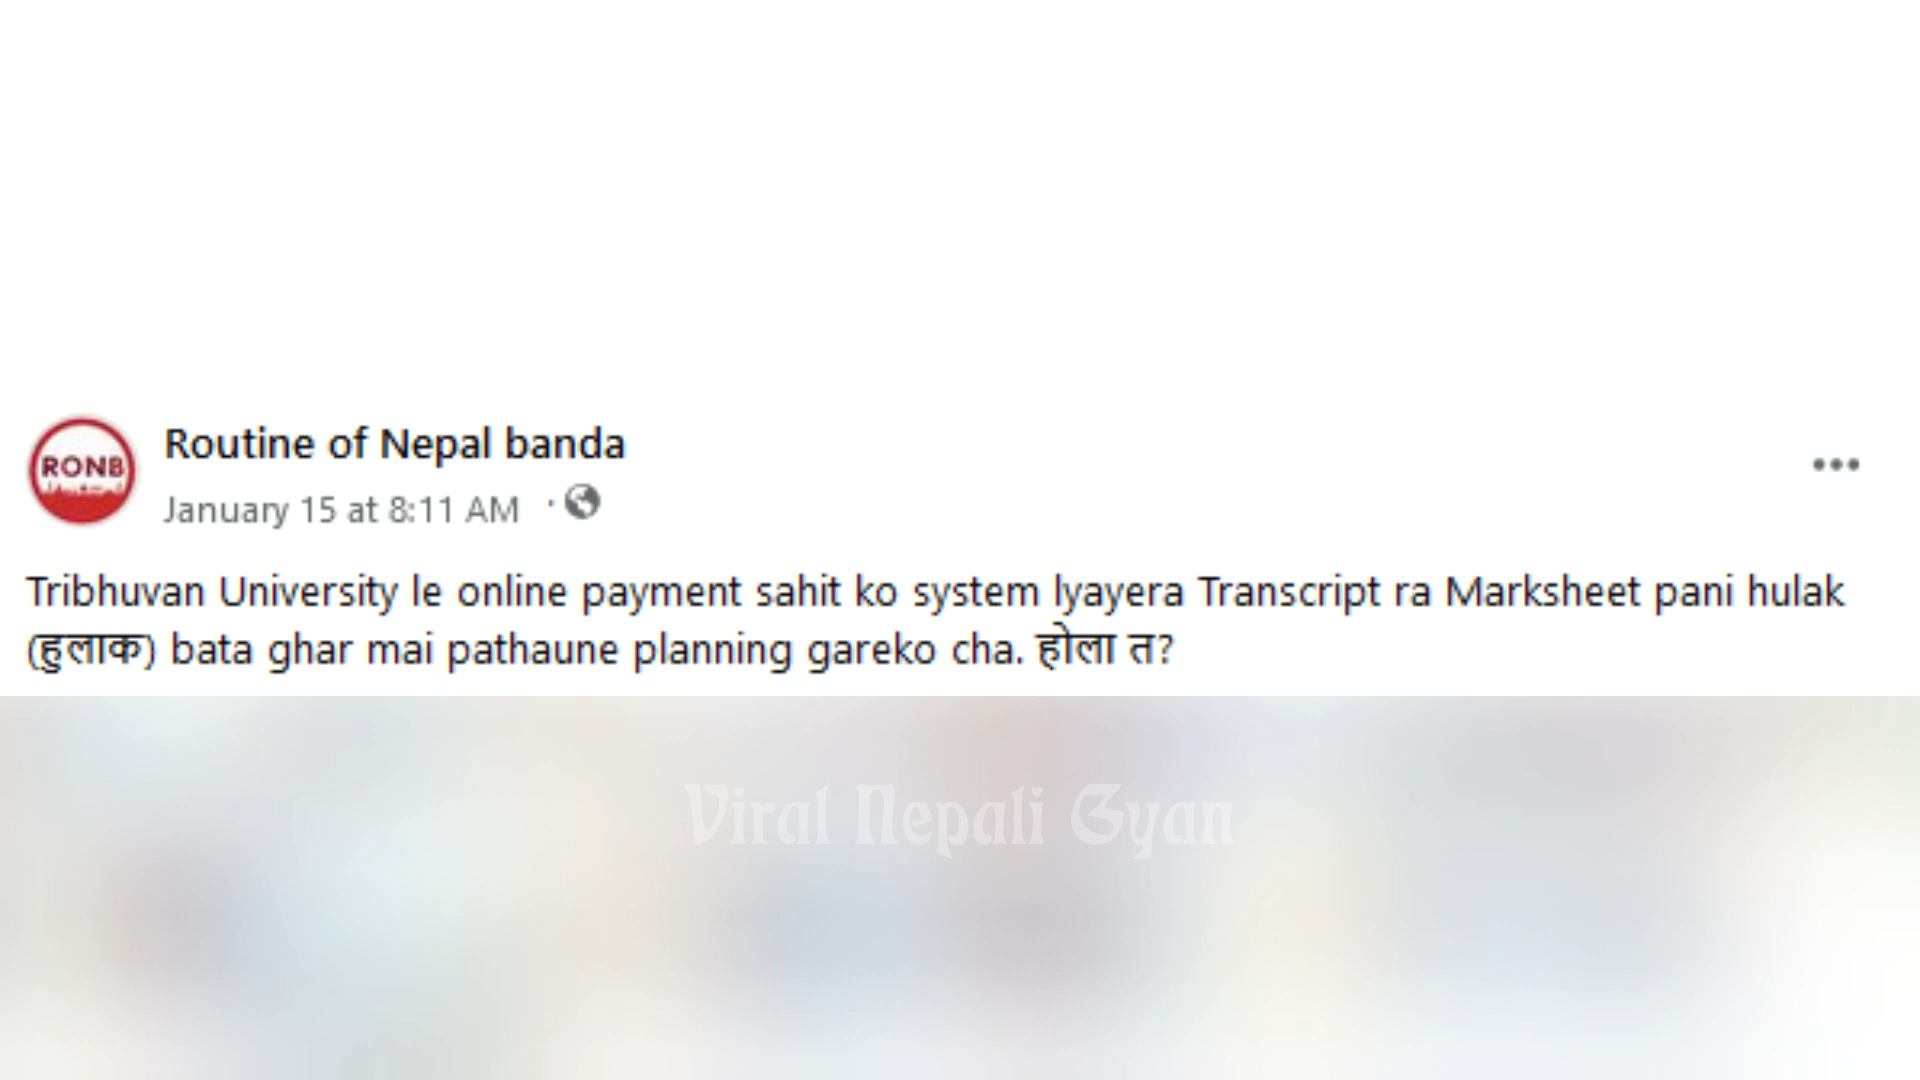 RONB
Routine of Nepal banda
January 15 at 8:11 AM ·
Tribhuvan University le online payment sahit ko system lyayera Transcript ra Marksheet pani hulak
(हुलाक) bata ghar mai pathaune planning gareko cha. होला त?
Viral Nepali Gyan